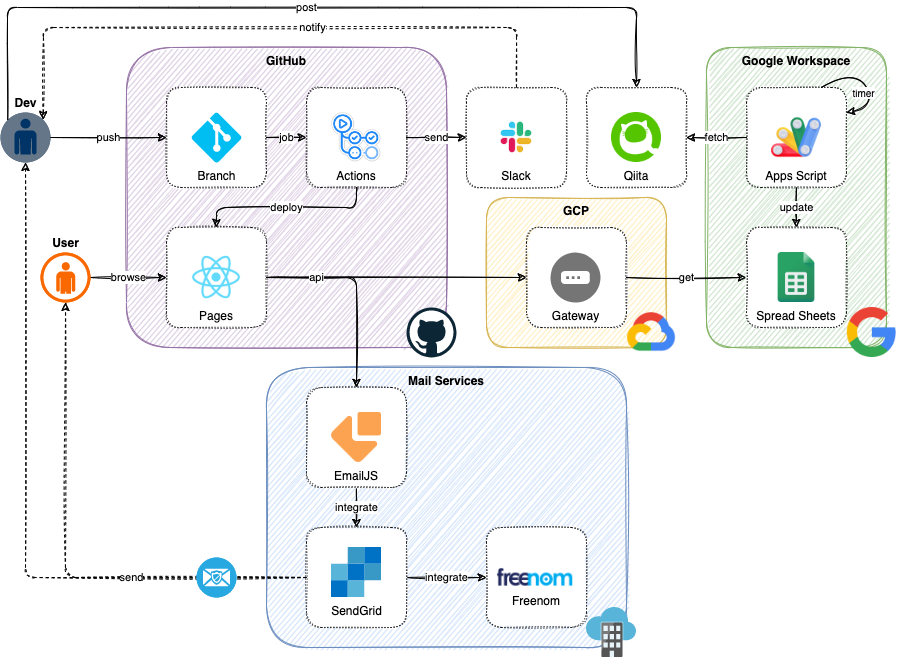 post
notify
GitHub
Google Workspace
Dev
timer
push
job
send
fetch
Branch
Actions
Slack
Qiita
Apps Script
deploy
GCP
update
User
browse
api
get
Pages
Gateway
Spread Sheets
Mail Services
EmailJS
integrate
send
integrate
freenom
Freenom
SendGrid